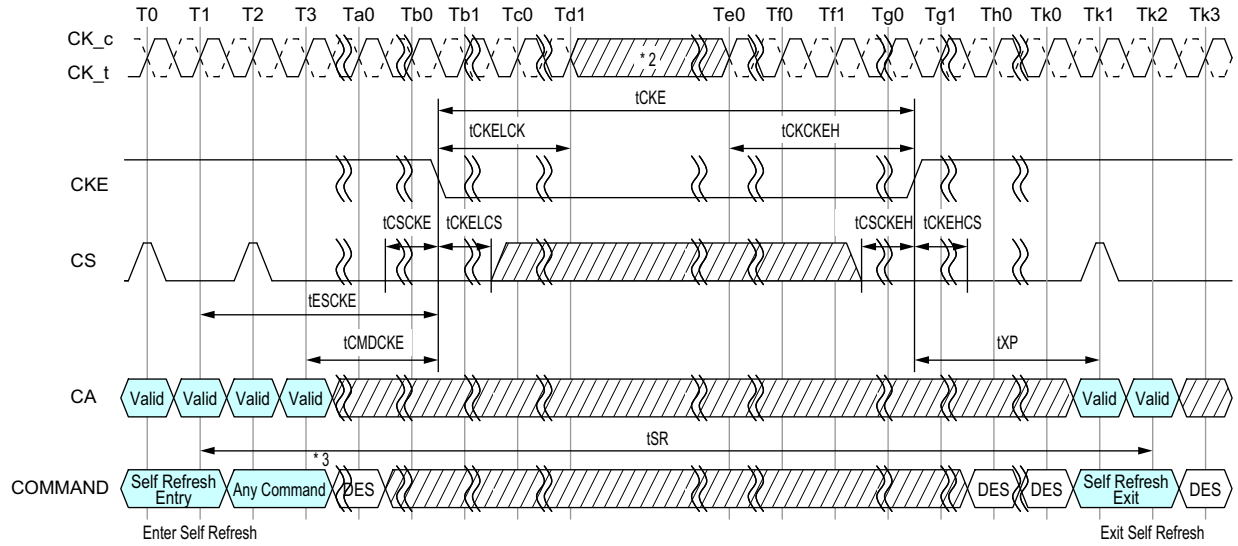 T0 T1 T2 T3 Ta0 Tb0 Tb1 Tc0 Td1 Te0 Tf0 Tf1 Tg0 Tg1 Th0 Tk0 Tk1 Tk2 Tk3
CK_c
CK_t
* 2
tCKE
tCKELCK tCKCKEH
CKE
tCSCKE tCKELCS tCSCKEH tCKEHCS
CS
tESCKE
tCMDCKE tXP
CA Valid Valid Valid Valid Valid Valid
tSR
* 3
COMMAND Self Refresh Entry Any Command DES DES DES Self Refresh Exit DES
Enter Self Refresh Exit Self Refresh